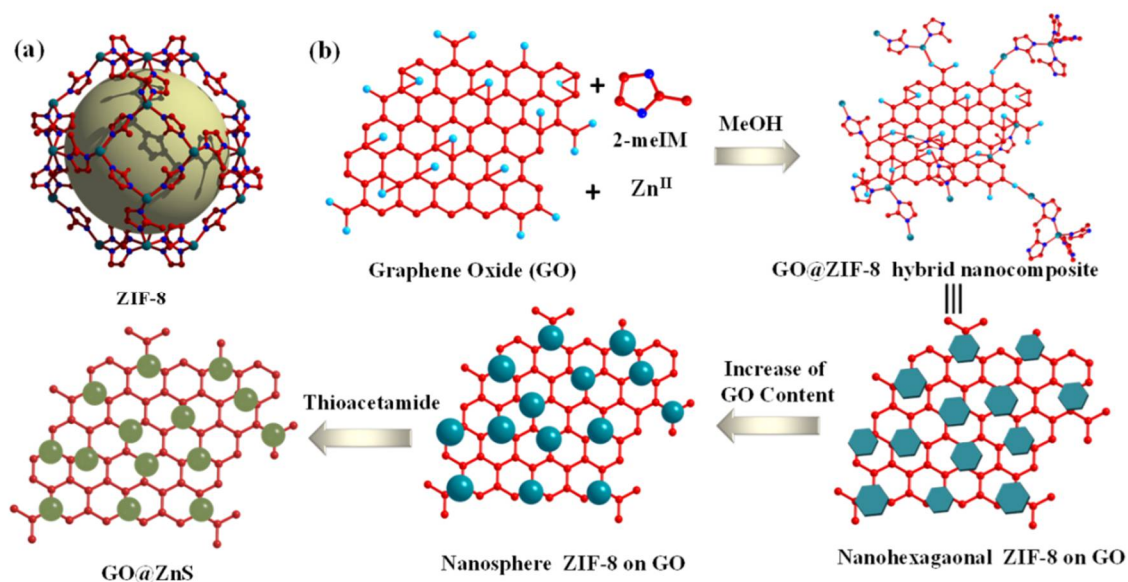 (a)
ZIF-8
(b)
Graphene Oxide (GO)
+
2-meIM
+ Zn^II
MeOH
GO@ZIF-8 hybrid nanocomposite
Nanohexagaonal ZIF-8 on GO
Increase of
GO Content
Nanosphere ZIF-8 on GO
Thioacetamide
GO@ZnS